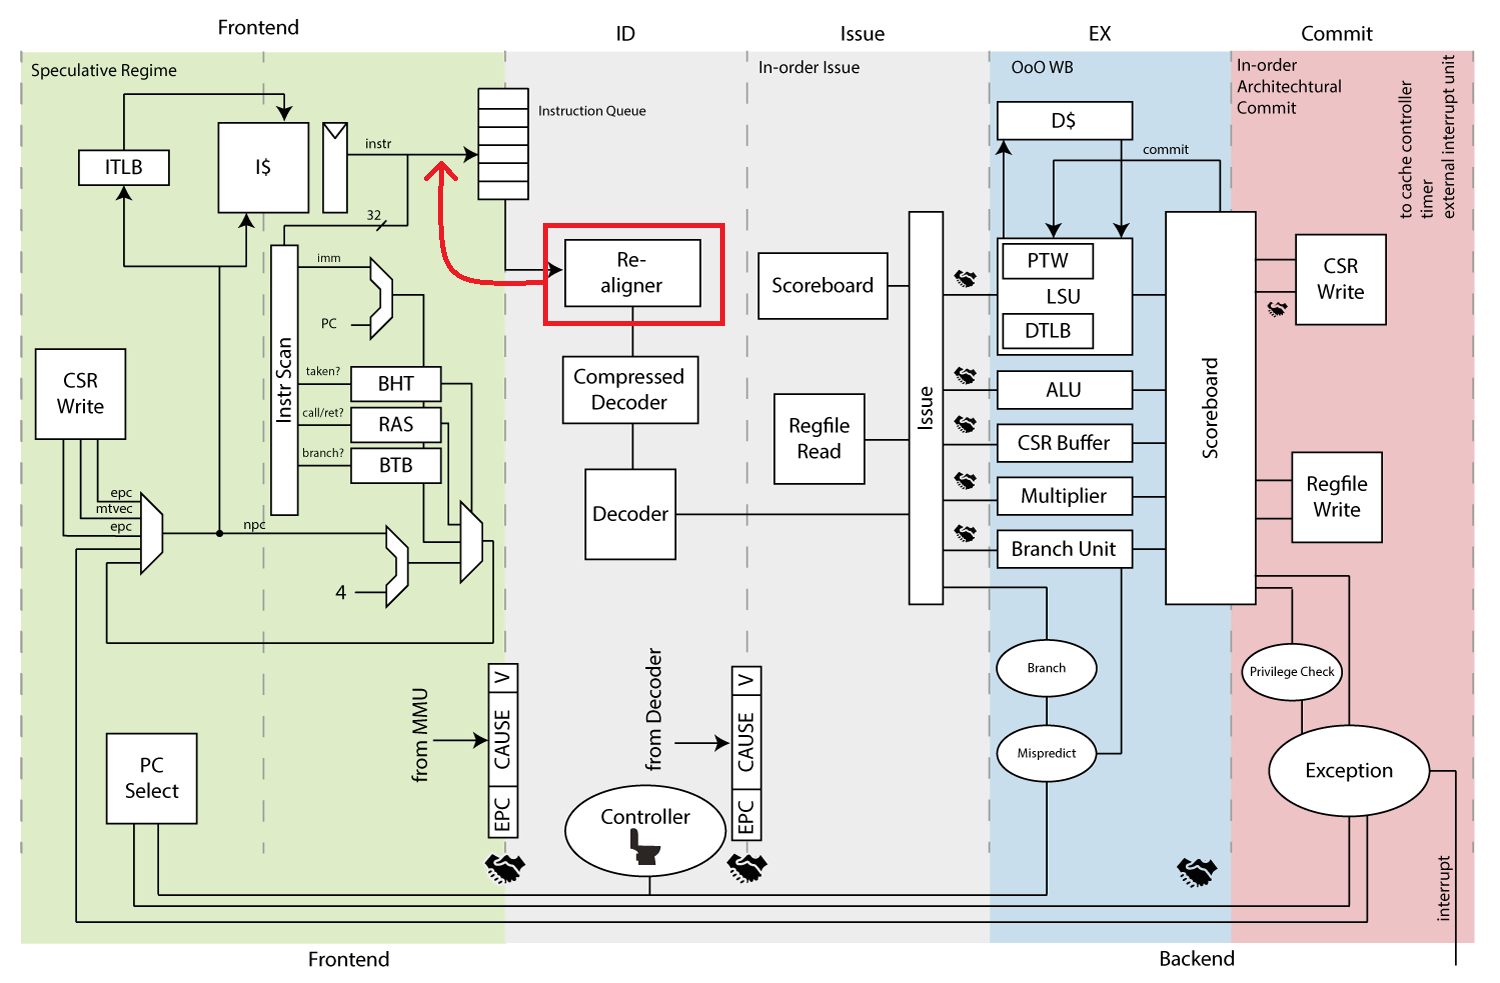 Frontend
ID
Issue
EX
Commit
Speculative Regime
In-order Issue
OoO WB
In-order
Architechtural
Commit
to cache controller
timer
external interrupt unit
Instruction Queue
ITLB
I$
instr
32
D$
commit
Re-
aligner
imm
PC
Instr Scan
Scoreboard
PTW
LSU
DTLB
CSR
Write
CSR
Write
taken?
BHT
call/ret?
RAS
branch?
BTB
Compressed
Decoder
Regfile
Read
Issue
ALU
CSR Buffer
Multiplier
Branch Unit
Scoreboard
Regfile
Write
epc
mtvec
epc
npc
4
Decoder
Branch
Mispredict
Privilege Check
Exception
from MMU
V
CAUSE
EPC
from Decoder
V
CAUSE
EPC
PC
Select
Controller
interrupt
Frontend
Backend